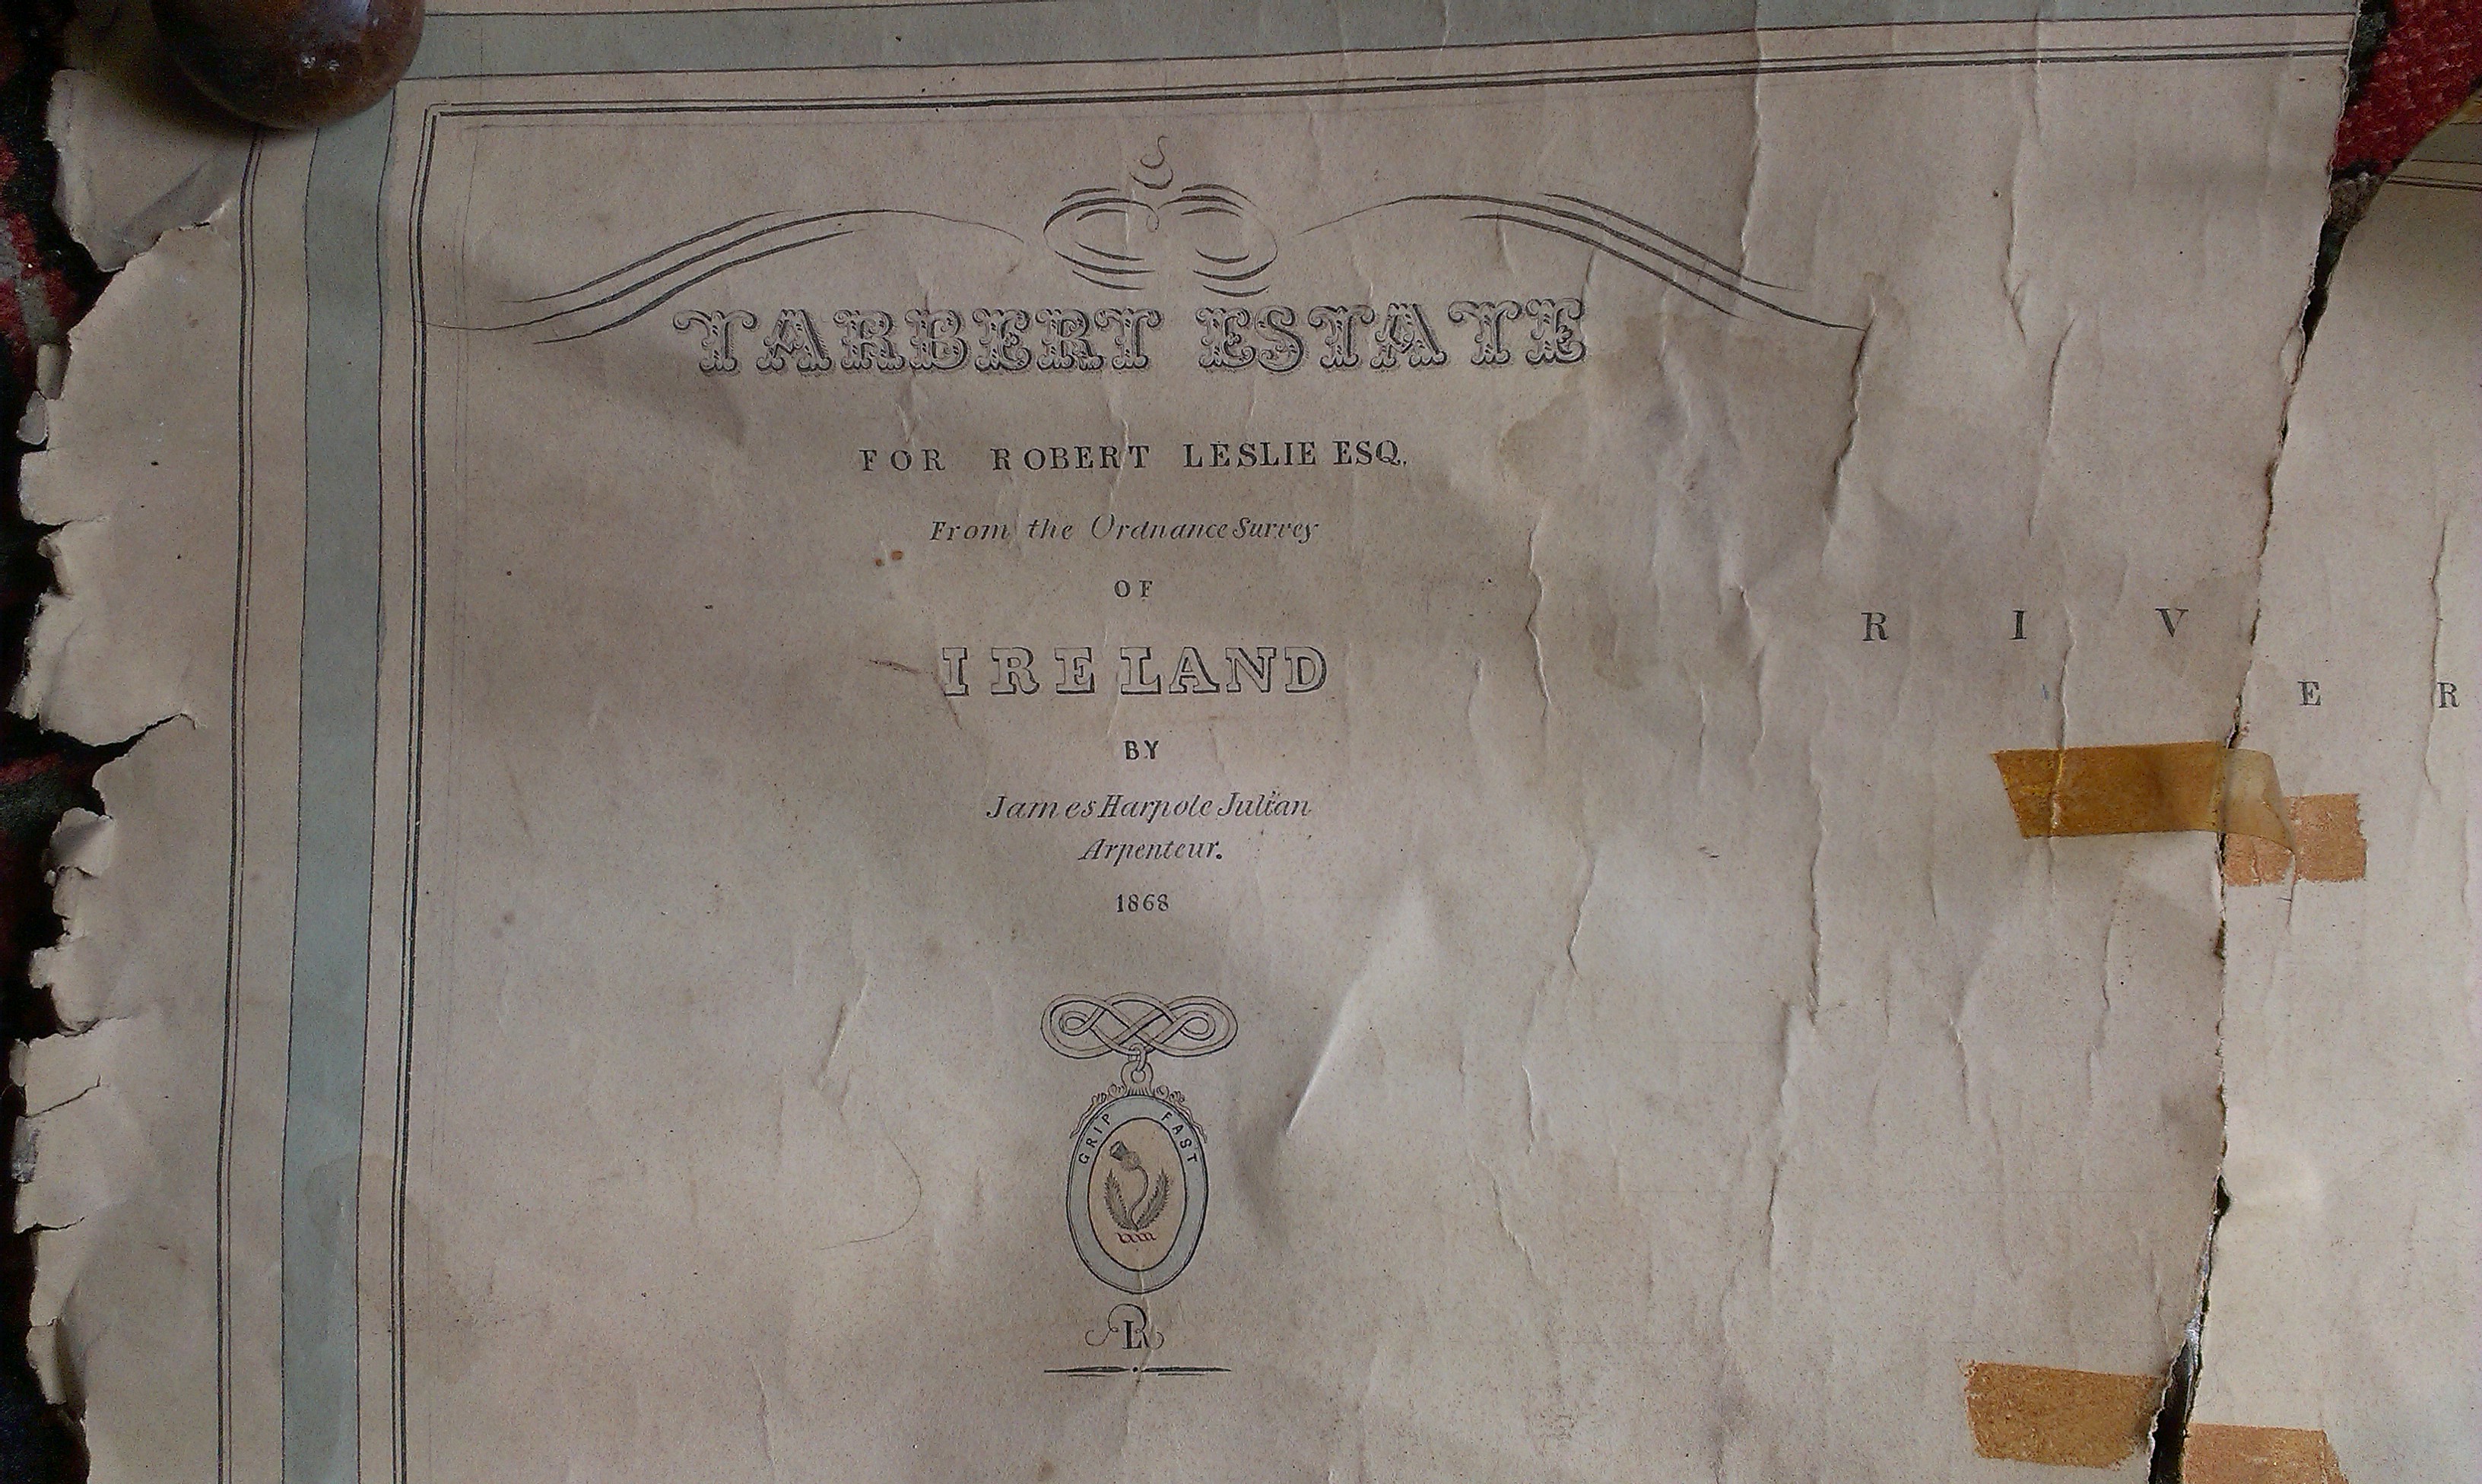 TARBERT ESTATE
FOR ROBERT LESLIE ESQ.
From the Ordnance Survey
OF
IRELAND
BY
James Harpole Julian
Arpenteur.
1868
GRIP FAST
RL
R I V
E R